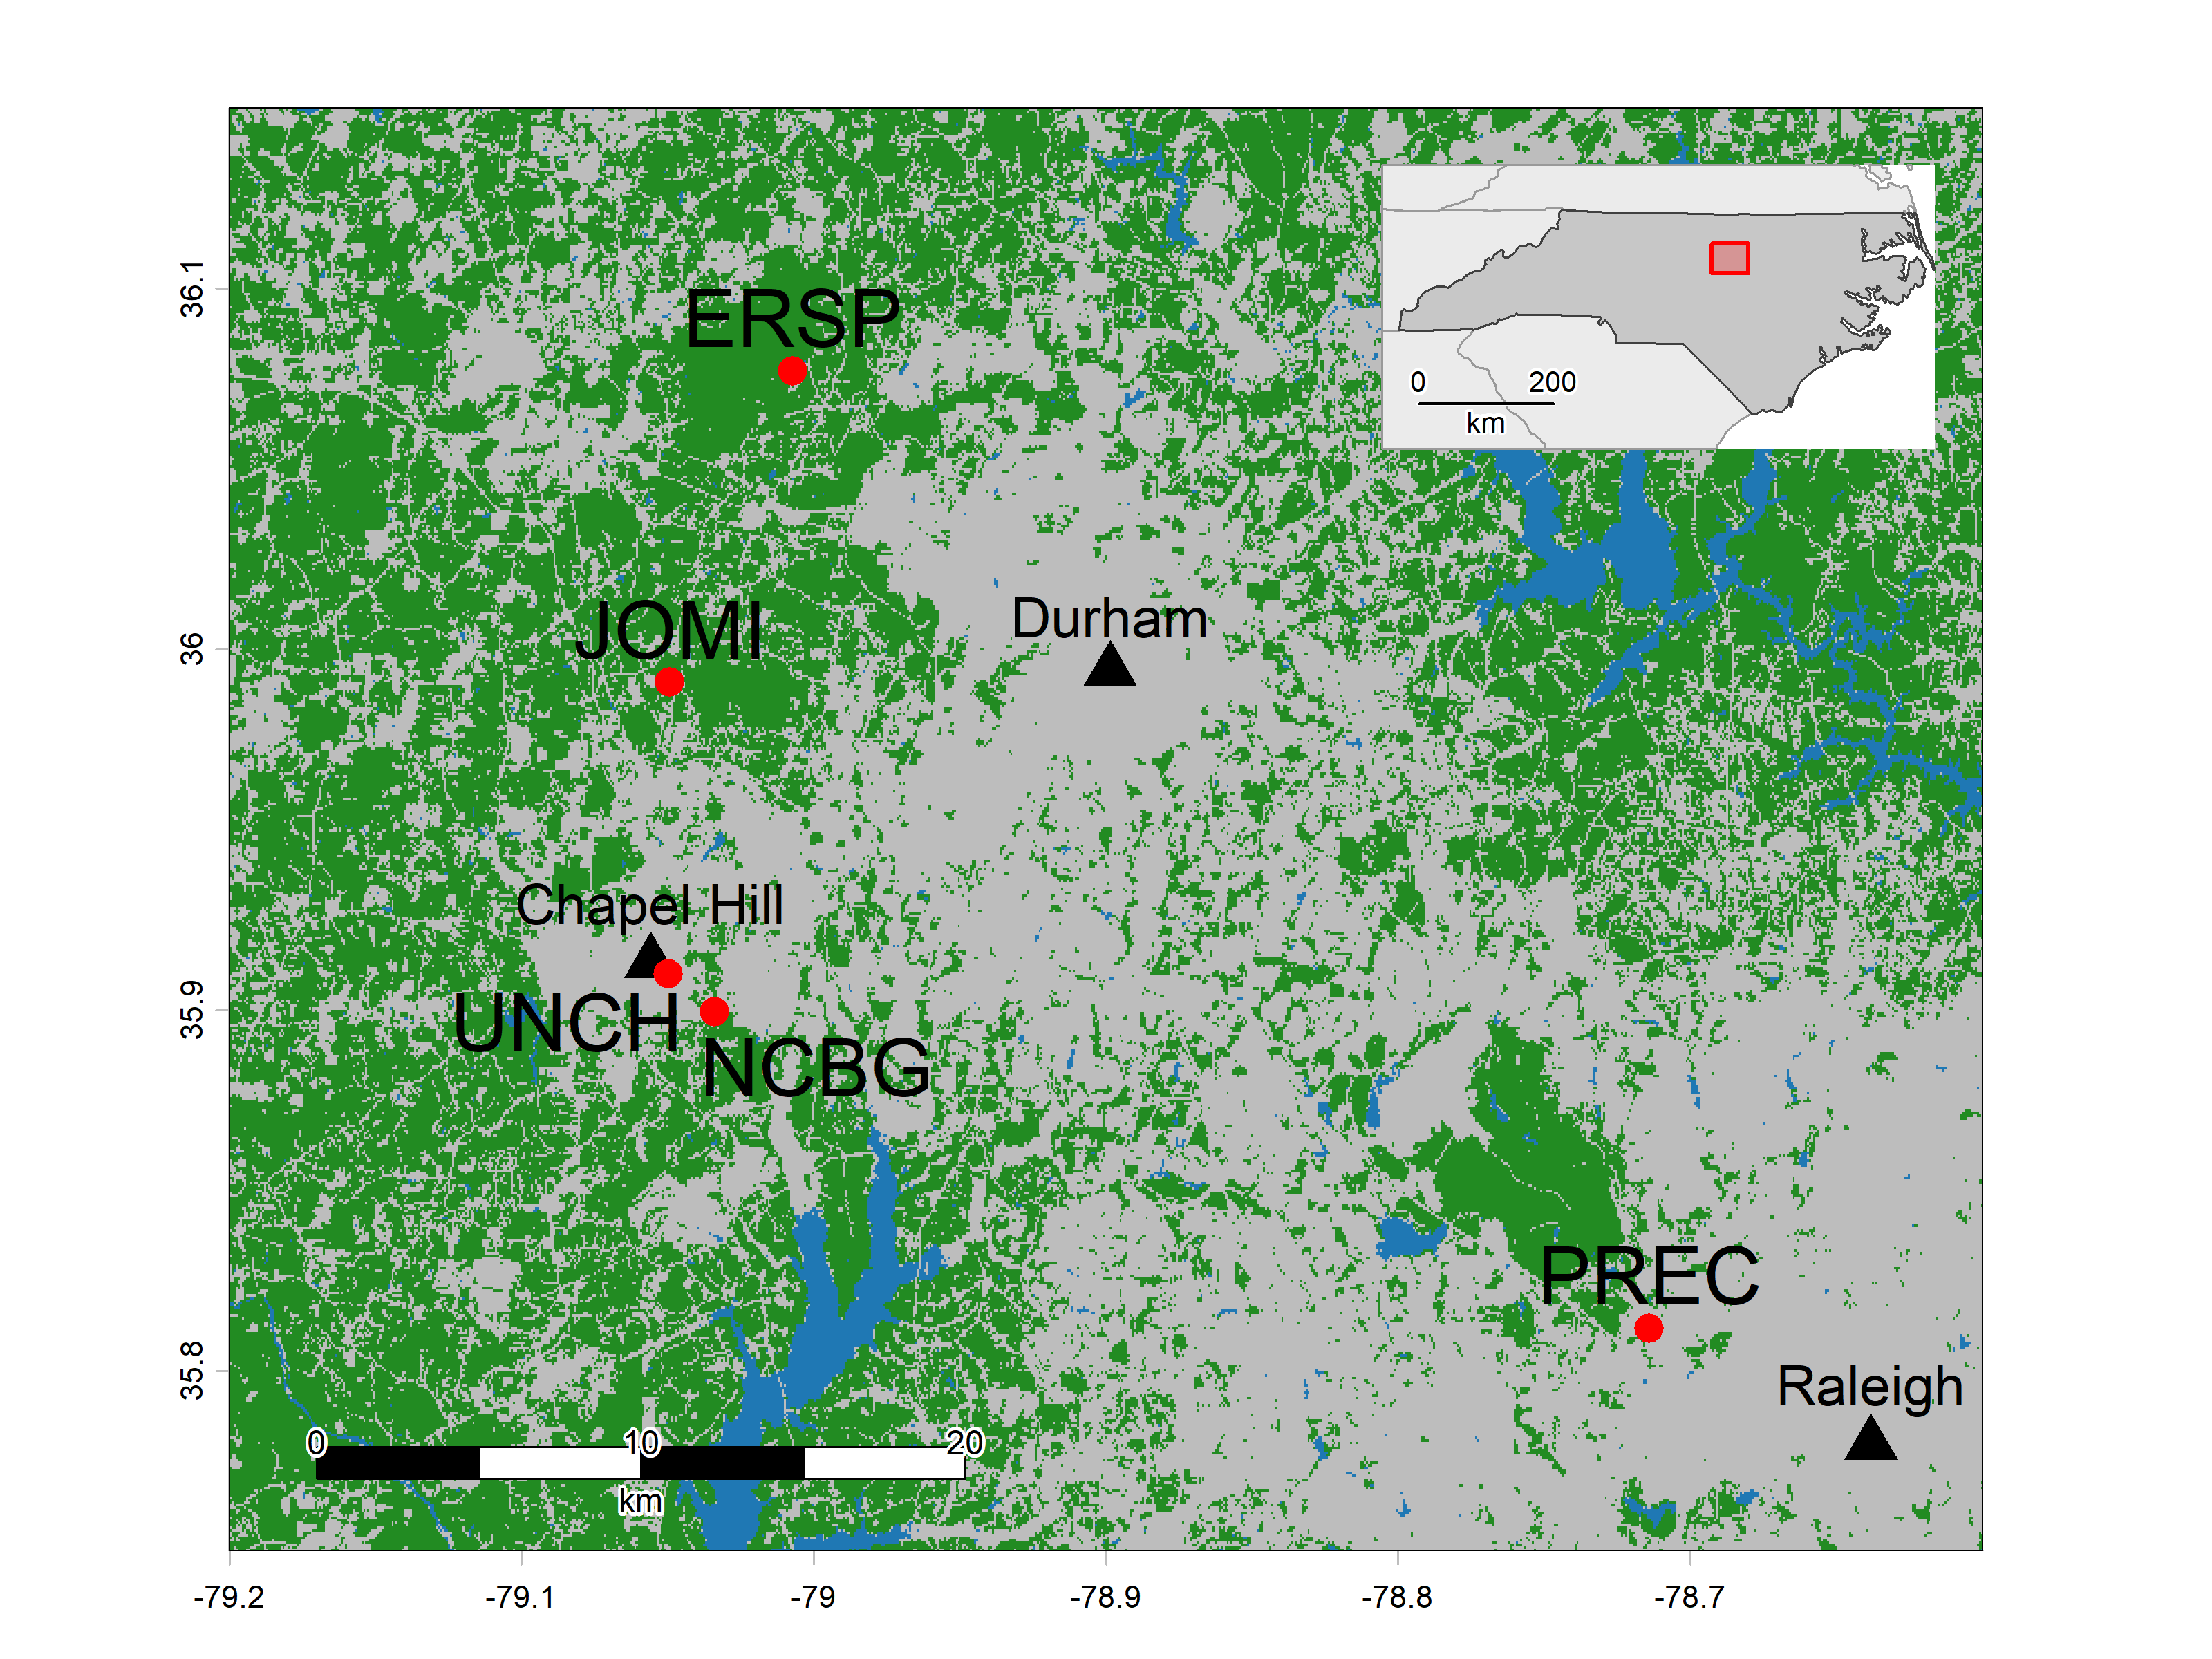 36.1
36
35.9
35.8
ERSP
0 200
km
JOMI
Durham
Chapel Hill
UNCH
NCBG
PREC
Raleigh
0 10 20
km
-79.2 -79.1 -79 -78.9 -78.8 -78.7